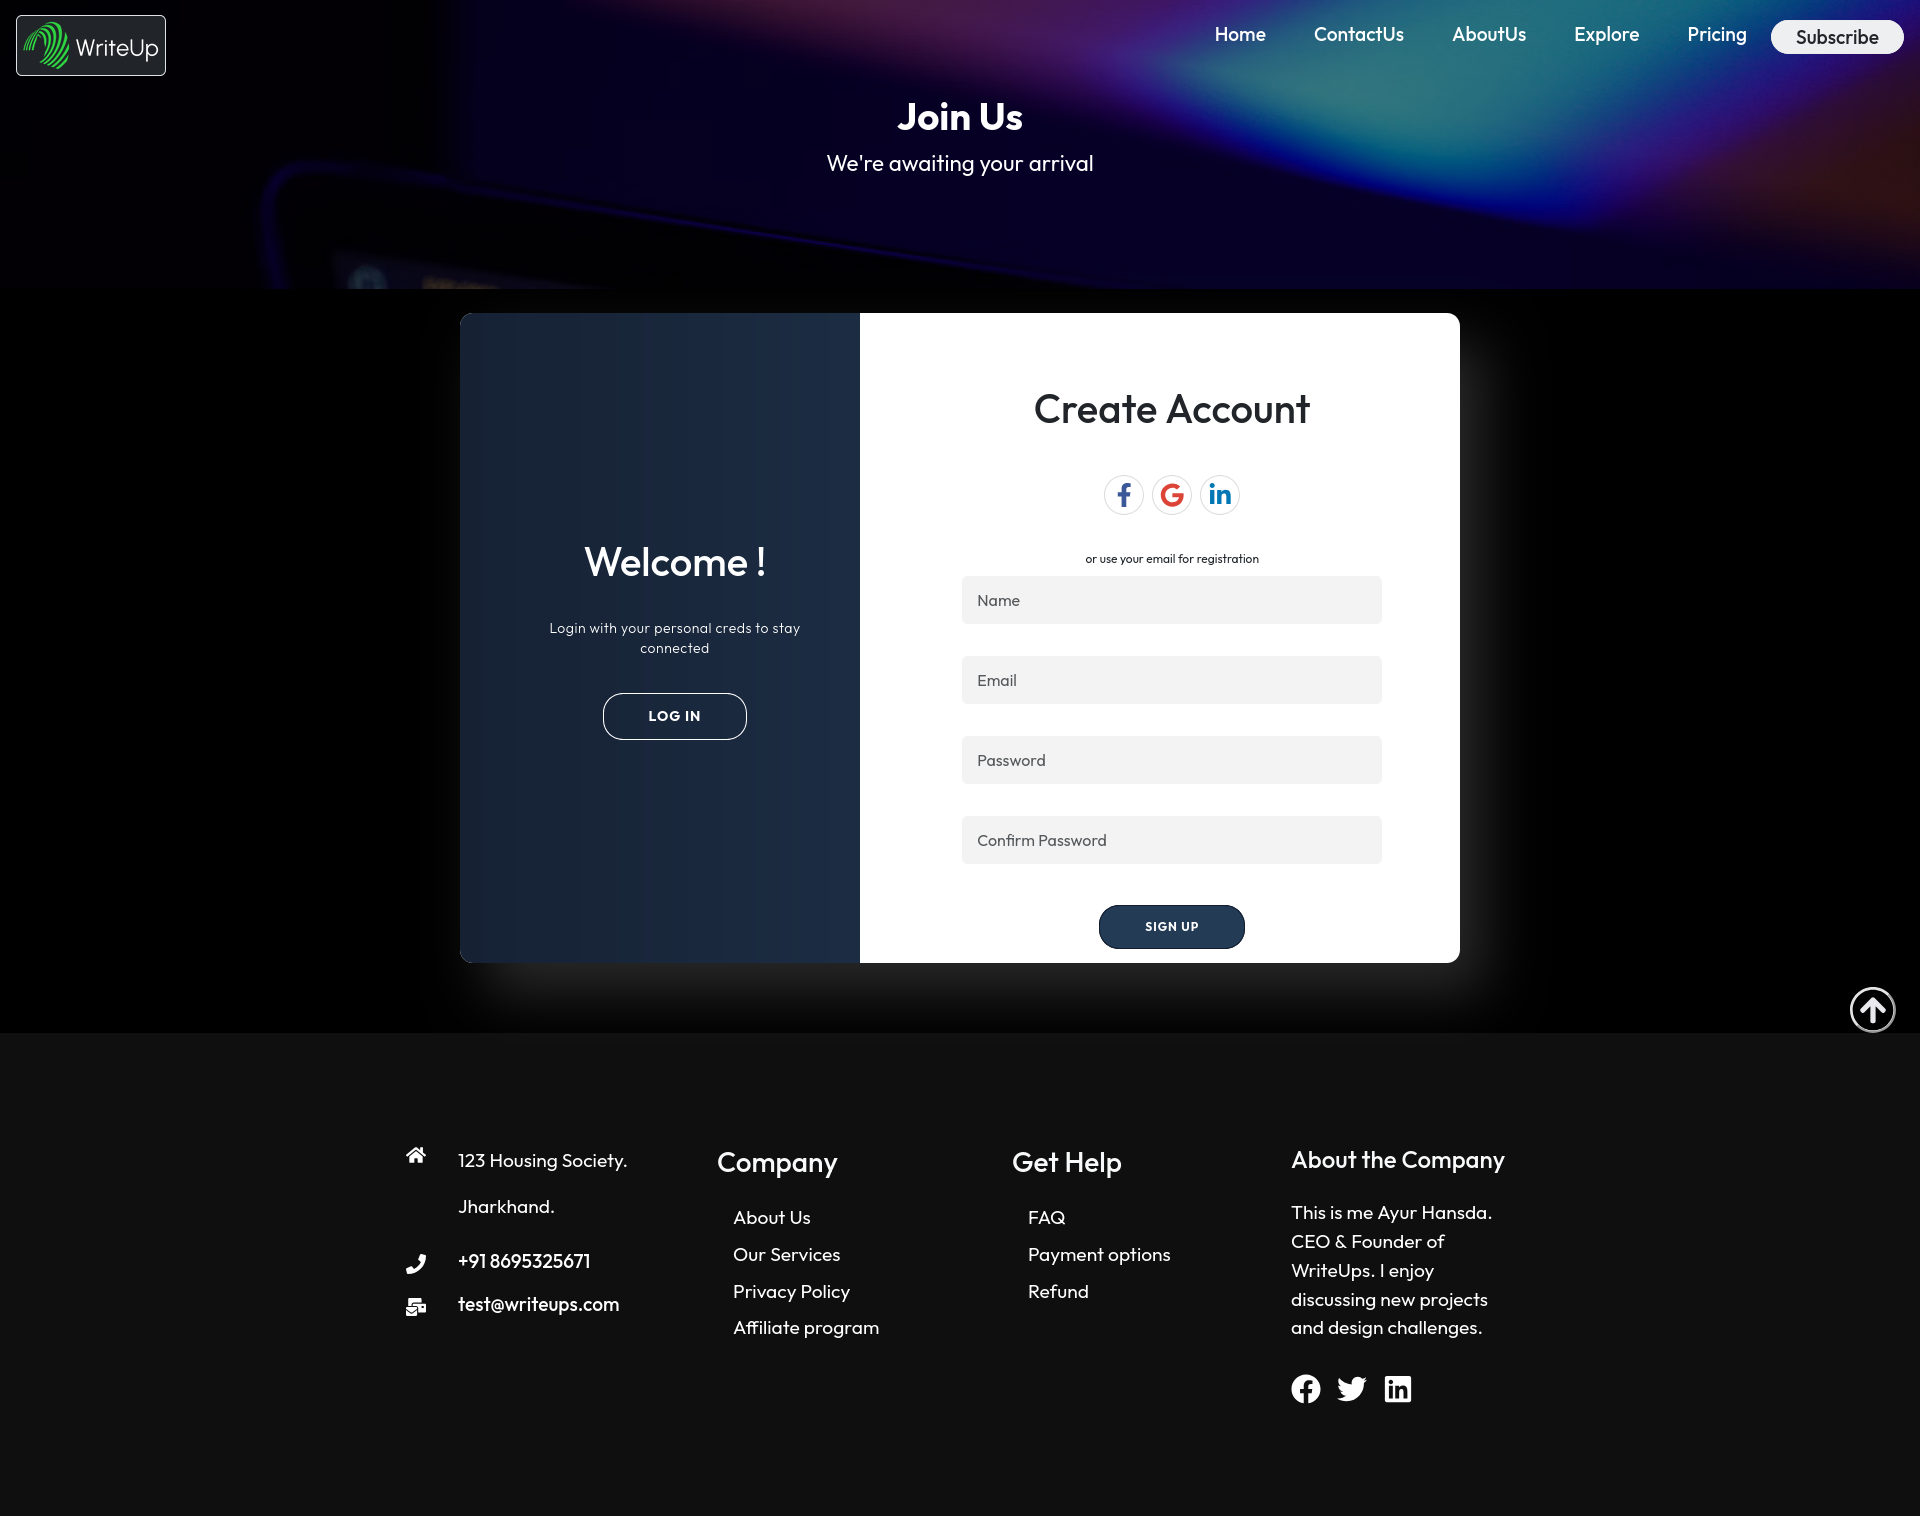 WriteUp
Home
ContactUs
AboutUs
Explore
Pricing
Subscribe
Join Us
We're awaiting your arrival
Welcome !
Login with your personal creds to stay
connected
LOG IN
Create Account
or use your email for registration
Name
Email
Password
Confirm Password
SIGN UP
123 Housing Society.
Jharkhand.
+91 8695325671
test@writeups.com
Company
About Us
Our Services
Privacy Policy
Affiliate program
Get Help
FAQ
Payment options
Refund
About the Company
This is me Ayur Hansda.
CEO & Founder of
WriteUps. I enjoy
discussing new projects
and design challenges.